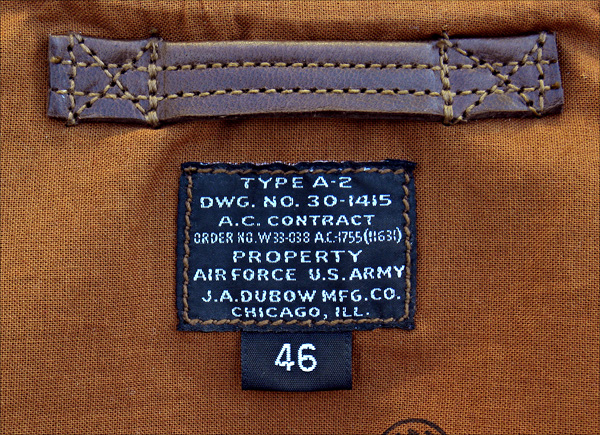 TYPE A-2
DWG. NO. 30-1415
A.C. CONTRACT
ORDER NO. W33-038 A.C.-1755(11631)
PROPERTY
AIR FORCE U.S. ARMY
J.A. DUBOW MFG. CO.
CHICAGO, ILL.
46